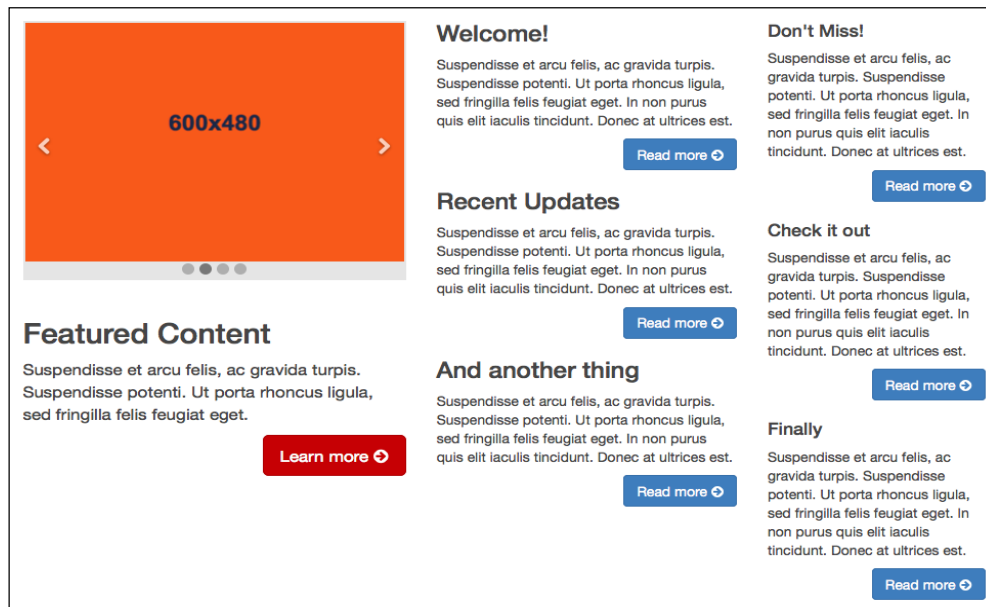 600x480
Featured Content
Suspendisse et arcu felis, ac gravida turpis.
Suspendisse potenti. Ut porta rhoncus ligula,
sed fringilla felis feugiat eget.
Learn more
Welcome!
Suspendisse et arcu felis, ac gravida turpis.
Suspendisse potenti. Ut porta rhoncus ligula,
sed fringilla felis feugiat eget. In non purus
quis elit iaculis tincidunt. Donec at ultrices est.
Read more
Recent Updates
Suspendisse et arcu felis, ac gravida turpis.
Suspendisse potenti. Ut porta rhoncus ligula,
sed fringilla felis feugiat eget. In non purus
quis elit iaculis tincidunt. Donec at ultrices est.
Read more
And another thing
Suspendisse et arcu felis, ac gravida turpis.
Suspendisse potenti. Ut porta rhoncus ligula,
sed fringilla felis feugiat eget. In non purus
quis elit iaculis tincidunt. Donec at ultrices est.
Read more
Don't Miss!
Suspendisse et arcu felis, ac
gravida turpis. Suspendisse
potenti. Ut porta rhoncus ligula,
sed fringilla felis feugiat eget. In
non purus quis elit iaculis
tincidunt. Donec at ultrices est.
Read more
Check it out
Suspendisse et arcu felis, ac
gravida turpis. Suspendisse
potenti. Ut porta rhoncus ligula,
sed fringilla felis feugiat eget. In
non purus quis elit iaculis
tincidunt. Donec at ultrices est.
Read more
Finally
Suspendisse et arcu felis, ac
gravida turpis. Suspendisse
potenti. Ut porta rhoncus ligula,
sed fringilla felis feugiat eget. In
non purus quis elit iaculis
tincidunt. Donec at ultrices est.
Read more